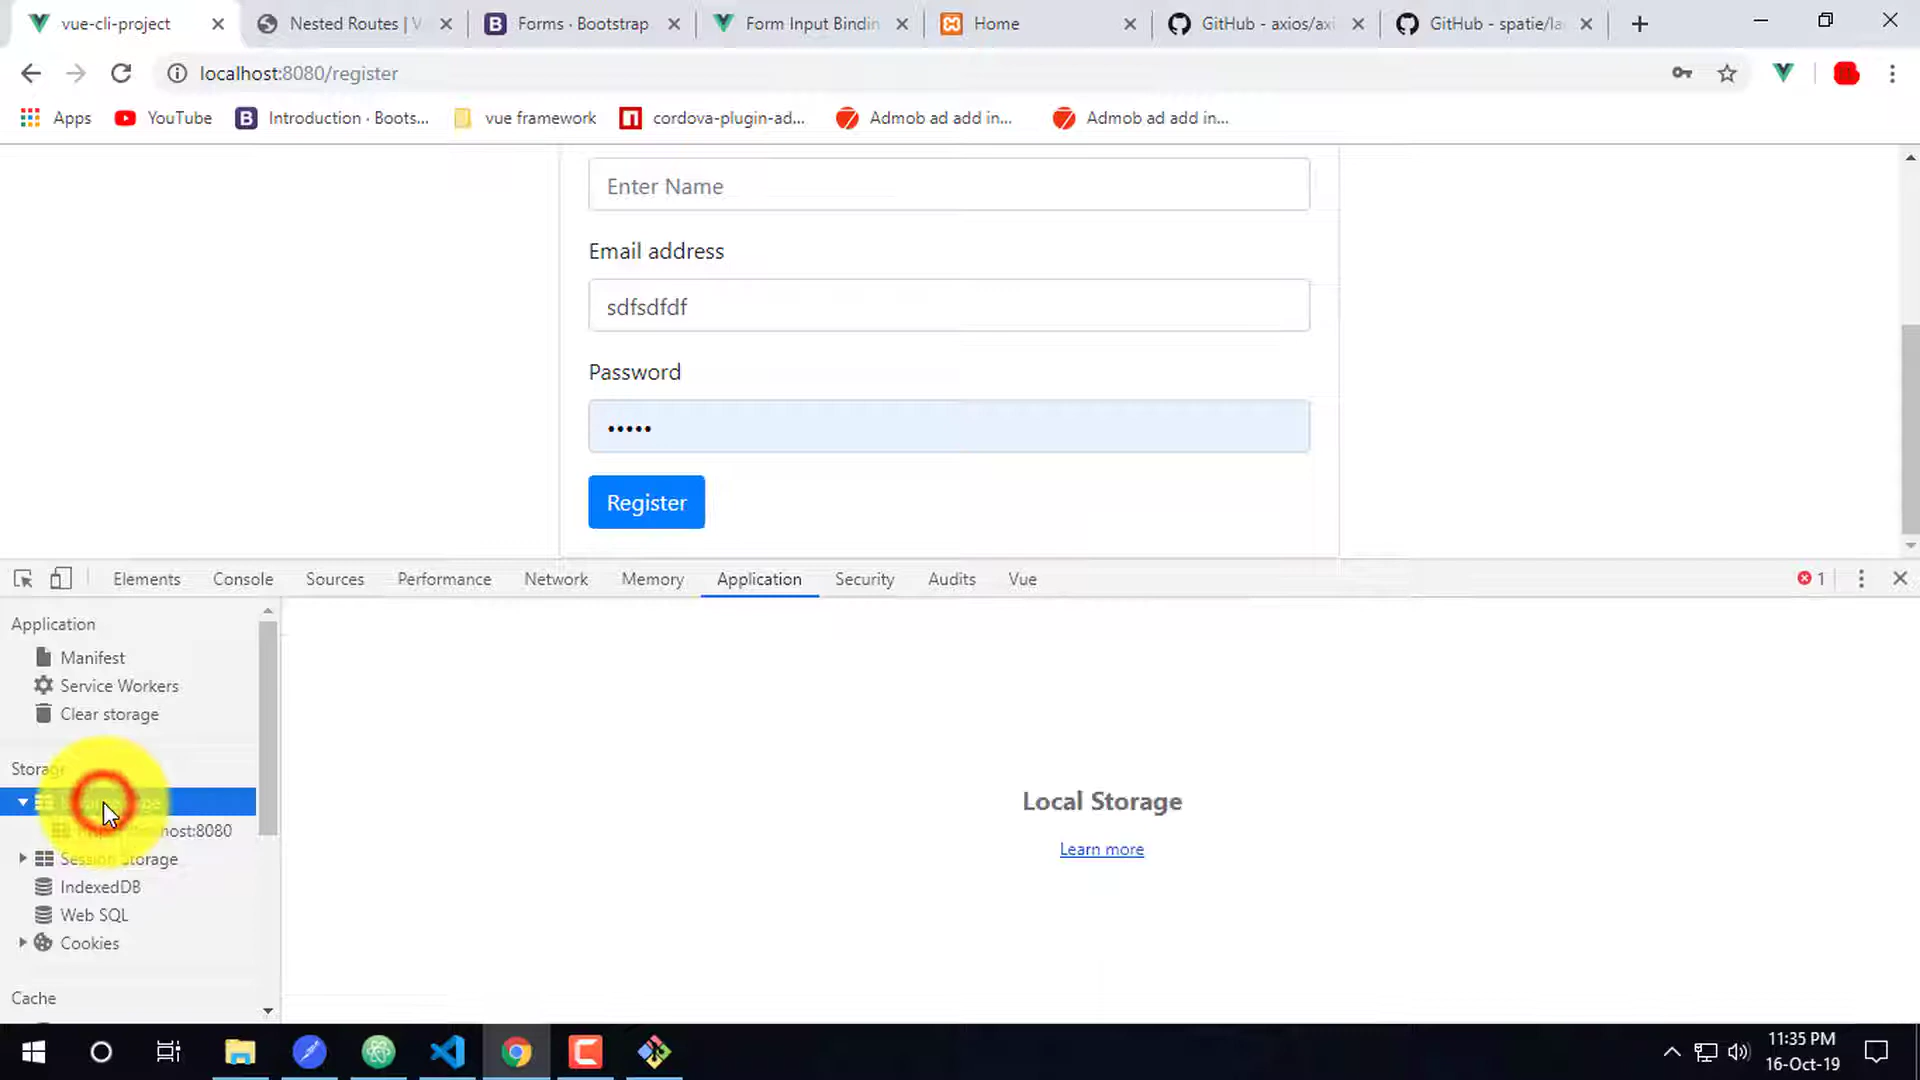 vue-cli-project
Nested Routes | V
Forms · Bootstrap
Form Input Bindin
Home
GitHub - axios/axi
GitHub - spatie/la
localhost:8080/register
Apps
YouTube
Introduction · Boots...
vue framework
cordova-plugin-ad...
Admob ad add in...
Admob ad add in...
Enter Name
Email address
sdfsdfdf
Password
•••••
Register
Elements
Console
Sources
Performance
Network
Memory
Application
Security
Audits
Vue
1
Application
Manifest
Service Workers
Clear storage
Storage
host:8080
Session Storage
IndexedDB
Web SQL
Cookies
Cache
Local Storage
Learn more
11:35 PM
16-Oct-19